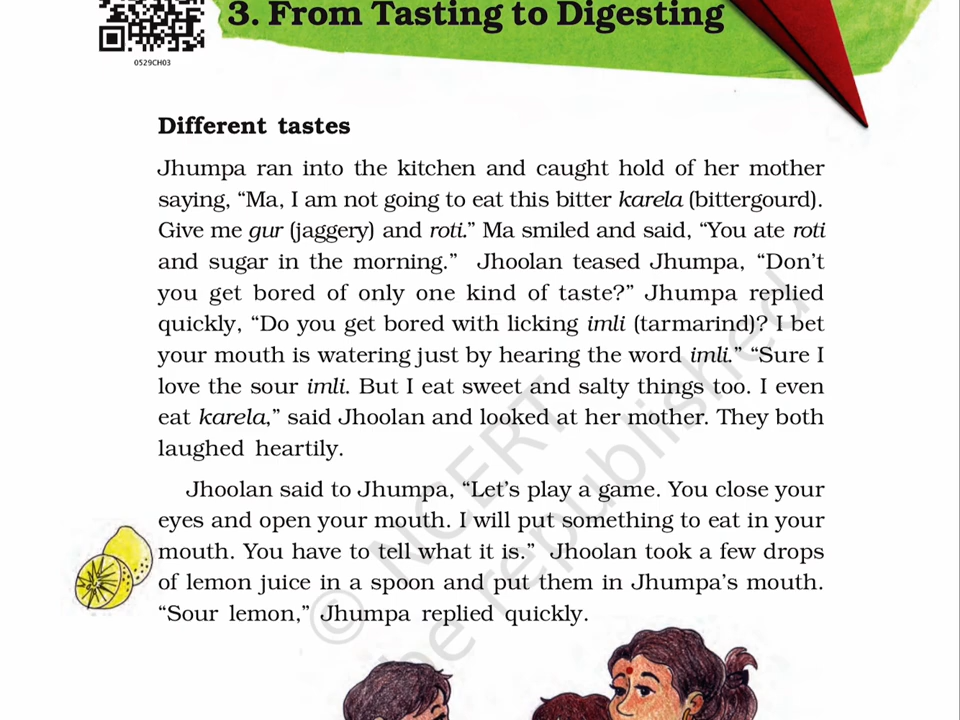 3. From Tasting to Digesting
0529CH03
Different tastes
Jhumpa ran into the kitchen and caught hold of her mother
saying, “Ma, I am not going to eat this bitter karela (bittergourd).
Give me gur (jaggery) and roti.” Ma smiled and said, “You ate roti
and sugar in the morning.” Jhoolan teased Jhumpa, “Don’t
you get bored of only one kind of taste?” Jhumpa replied
quickly, “Do you get bored with licking imli (tarmarind)? I bet
your mouth is watering just by hearing the word imli.” “Sure I
love the sour imli. But I eat sweet and salty things too. I even
eat karela,” said Jhoolan and looked at her mother. They both
laughed heartily.
Jhoolan said to Jhumpa, “Let’s play a game. You close your
eyes and open your mouth. I will put something to eat in your
mouth. You have to tell what it is.” Jhoolan took a few drops
of lemon juice in a spoon and put them in Jhumpa’s mouth.
“Sour lemon,” Jhumpa replied quickly.
© NCERT
be republished